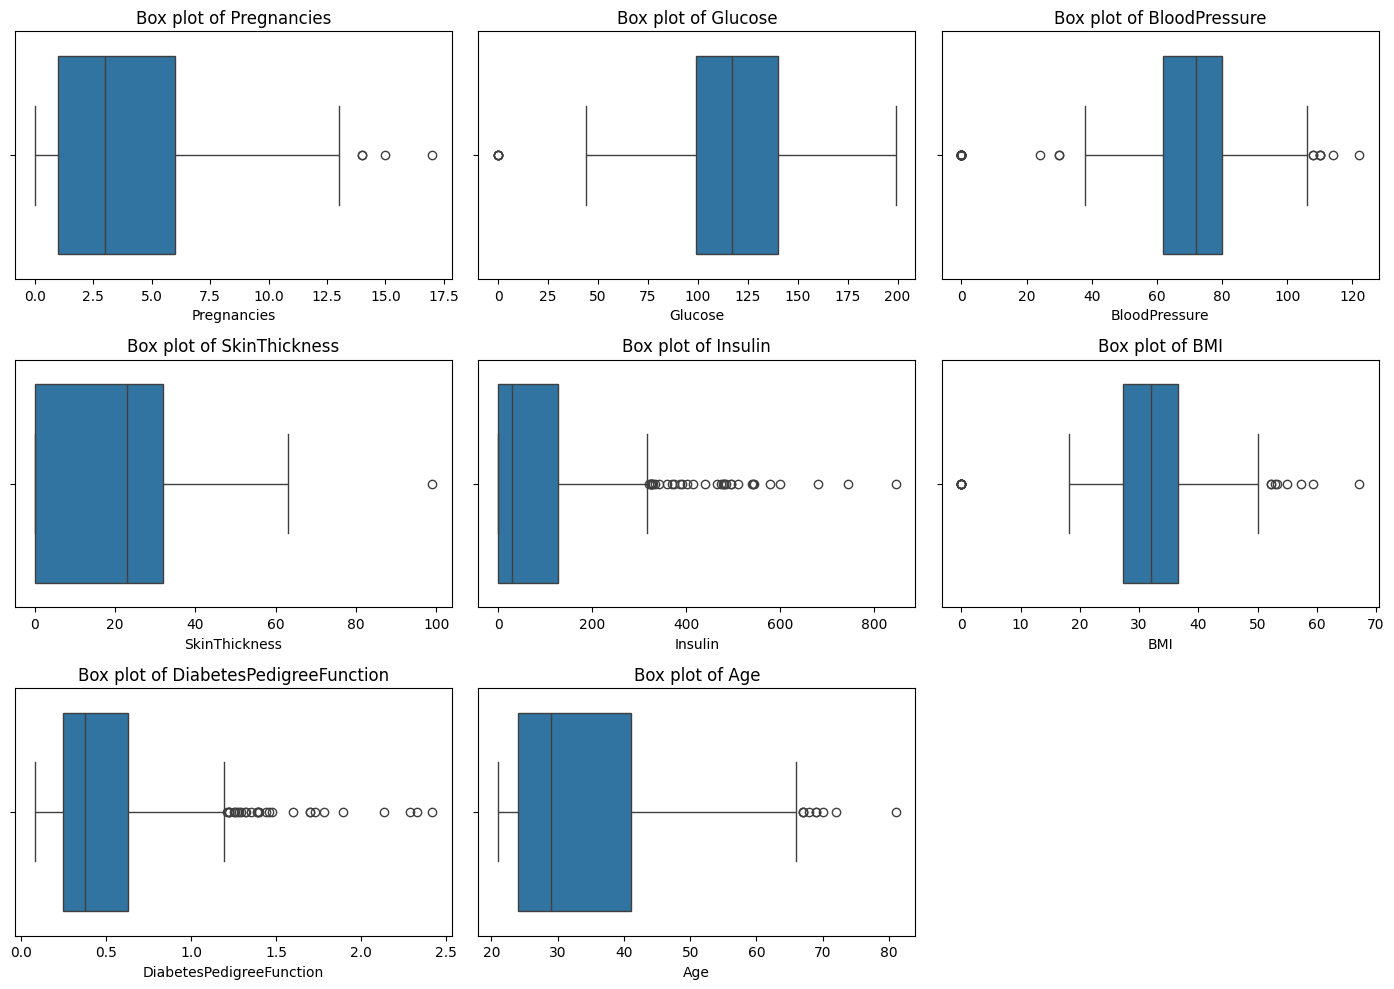 Box plot of Pregnancies
0.0 2.5 5.0 7.5 10.0 12.5 15.0 17.5
Pregnancies
Box plot of Glucose
0 25 50 75 100 125 150 175 200
Glucose
Box plot of BloodPressure
0 20 40 60 80 100 120
BloodPressure
Box plot of SkinThickness
0 20 40 60 80 100
SkinThickness
Box plot of Insulin
0 200 400 600 800
Insulin
Box plot of BMI
0 10 20 30 40 50 60 70
BMI
Box plot of DiabetesPedigreeFunction
0.0 0.5 1.0 1.5 2.0 2.5
DiabetesPedigreeFunction
Box plot of Age
20 30 40 50 60 70 80
Age